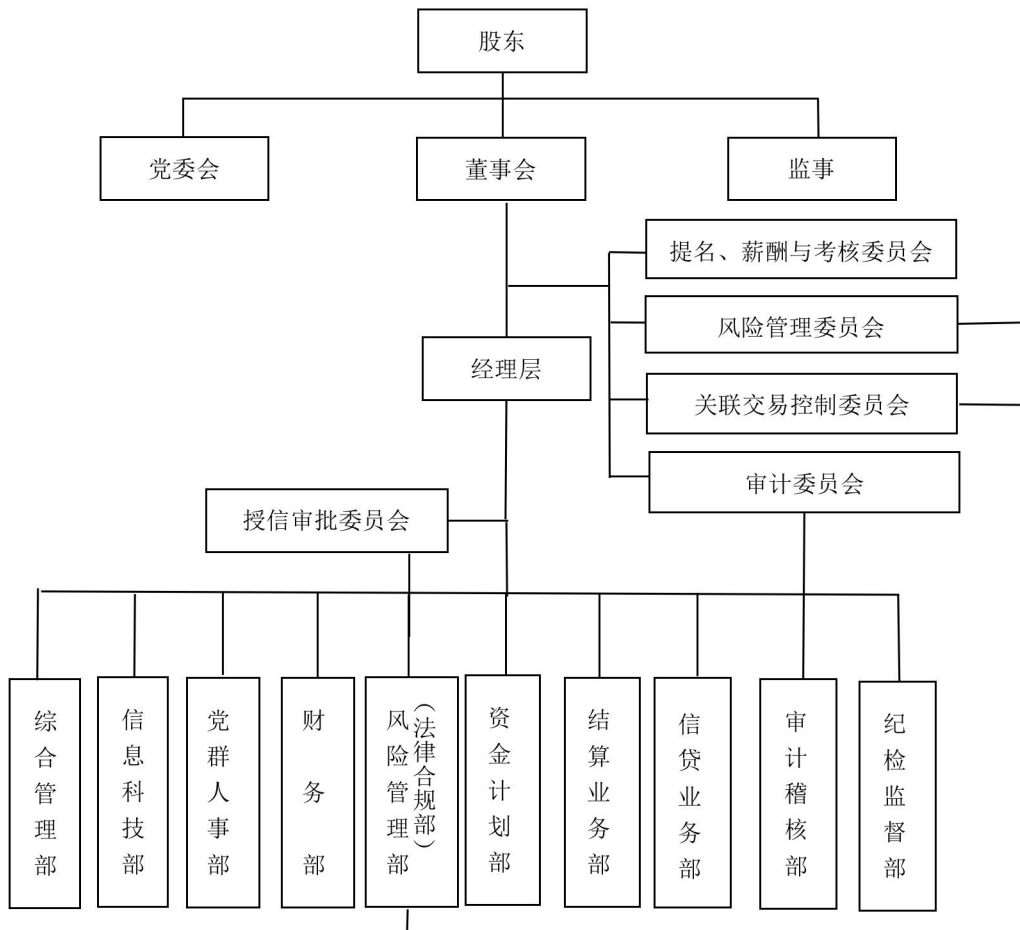 股东
党委会
董事会
监事
提名、薪酬与考核委员会
风险管理委员会
经理层
关联交易控制委员会
审计委员会
授信审批委员会
综合管理部
信息科技部
党群人事部
财务部
风险管理部
（法律合规部）
资金计划部
结算业务部
信贷业务部
审计稽核部
纪检监督部